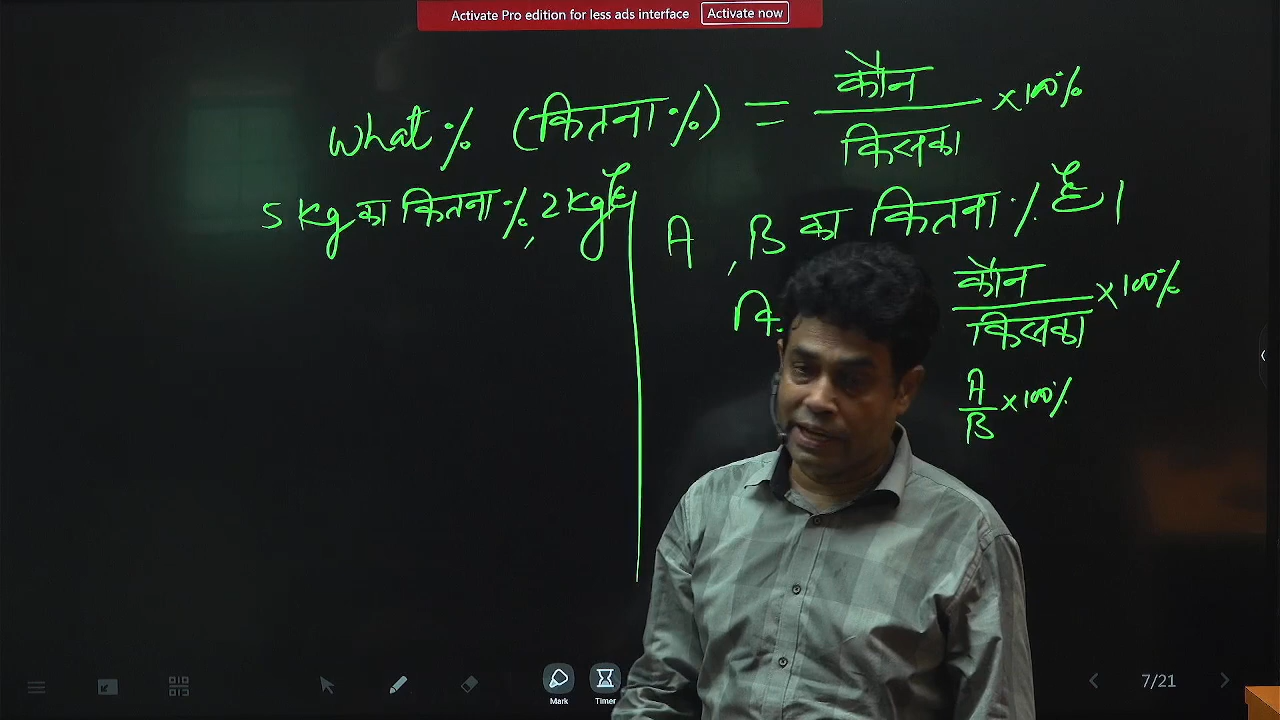 Activate Pro edition for less ads interface Activate now
What % (कितना %) = कौन / किसका × 100%
5 kg का कितना %, 2 kg है
A, B का कितना % है।
A.
कौन / किसका × 100%
A / B × 100%
Mark Timer 7/21